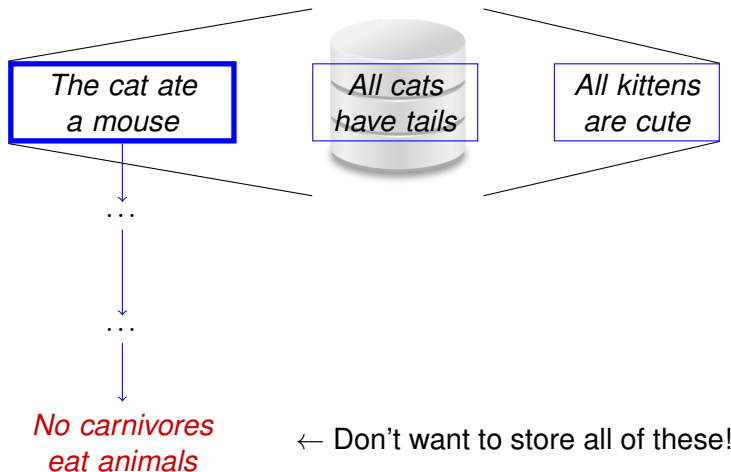 The cat ate
a mouse
All cats
have tails
All kittens
are cute
...
...
No carnivores
eat animals
← Don't want to store all of these!